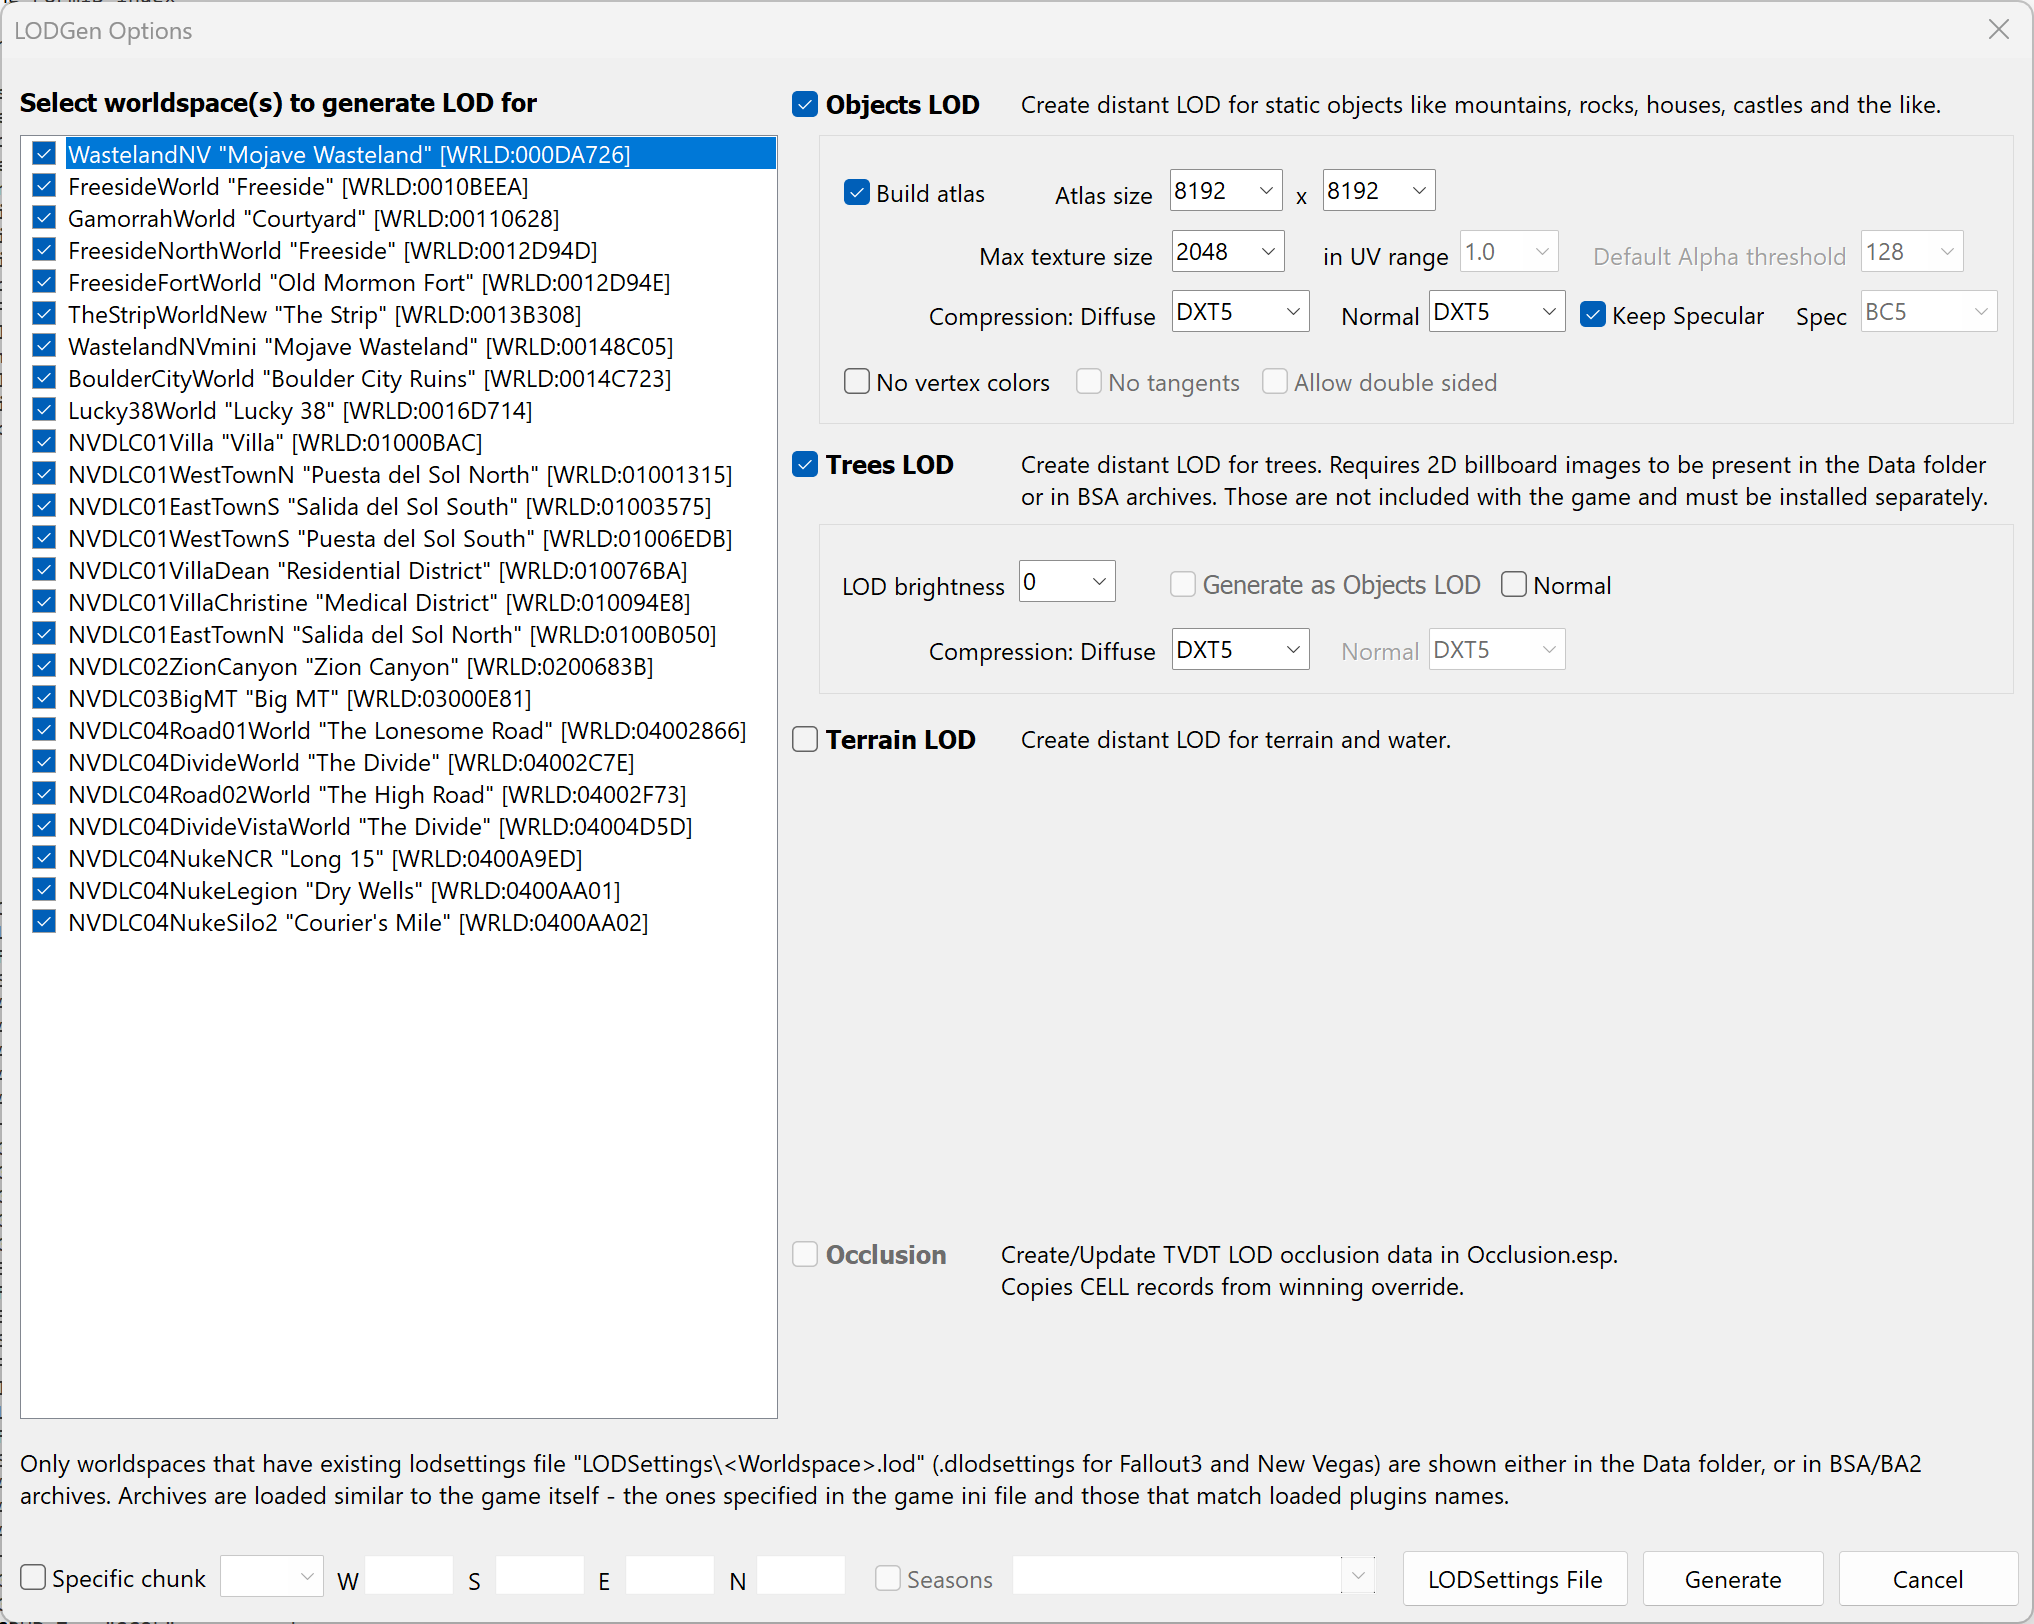 LODGen Options
Select worldspace(s) to generate LOD for
WastelandNV "Mojave Wasteland" [WRLD:000DA726]
FreesideWorld "Freeside" [WRLD:0010BEEA]
GamorrahWorld "Courtyard" [WRLD:00110628]
FreesideNorthWorld "Freeside" [WRLD:0012D94D]
FreesideFortWorld "Old Mormon Fort" [WRLD:0012D94E]
TheStripWorldNew "The Strip" [WRLD:0013B308]
WastelandNVmini "Mojave Wasteland" [WRLD:00148C05]
BoulderCityWorld "Boulder City Ruins" [WRLD:0014C723]
Lucky38World "Lucky 38" [WRLD:0016D714]
NVDLC01Villa "Villa" [WRLD:01000BAC]
NVDLC01WestTownN "Puesta del Sol North" [WRLD:01001315]
NVDLC01EastTownS "Salida del Sol South" [WRLD:01003575]
NVDLC01WestTownS "Puesta del Sol South" [WRLD:01006EDB]
NVDLC01VillaDean "Residential District" [WRLD:010076BA]
NVDLC01VillaChristine "Medical District" [WRLD:010094E8]
NVDLC01EastTownN "Salida del Sol North" [WRLD:0100B050]
NVDLC02ZionCanyon "Zion Canyon" [WRLD:0200683B]
NVDLC03BigMT "Big MT" [WRLD:03000E81]
NVDLC04Road01World "The Lonesome Road" [WRLD:04002866]
NVDLC04DivideWorld "The Divide" [WRLD:04002C7E]
NVDLC04Road02World "The High Road" [WRLD:04002F73]
NVDLC04DivideVistaWorld "The Divide" [WRLD:04004D5D]
NVDLC04NukeNCR "Long 15" [WRLD:0400A9ED]
NVDLC04NukeLegion "Dry Wells" [WRLD:0400AA01]
NVDLC04NukeSilo2 "Courier's Mile" [WRLD:0400AA02]
Objects LOD Create distant LOD for static objects like mountains, rocks, houses, castles and the like.
Build atlas Atlas size 8192 x 8192
Max texture size 2048 in UV range 1.0 Default Alpha threshold 128
Compression: Diffuse DXT5 Normal DXT5 Keep Specular Spec BC5
No vertex colors No tangents Allow double sided
Trees LOD Create distant LOD for trees. Requires 2D billboard images to be present in the Data folder
or in BSA archives. Those are not included with the game and must be installed separately.
LOD brightness 0 Generate as Objects LOD Normal
Compression: Diffuse DXT5 Normal DXT5
Terrain LOD Create distant LOD for terrain and water.
Occlusion Create/Update TVDT LOD occlusion data in Occlusion.esp.
Copies CELL records from winning override.
Only worldspaces that have existing lodsettings file "LODSettings\<Worldspace>.lod" (.dlodsettings for Fallout3 and New Vegas) are shown either in the Data folder, or in BSA/BA2
archives. Archives are loaded similar to the game itself - the ones specified in the game ini file and those that match loaded plugins names.
Specific chunk W S E N Seasons LODSettings File Generate Cancel